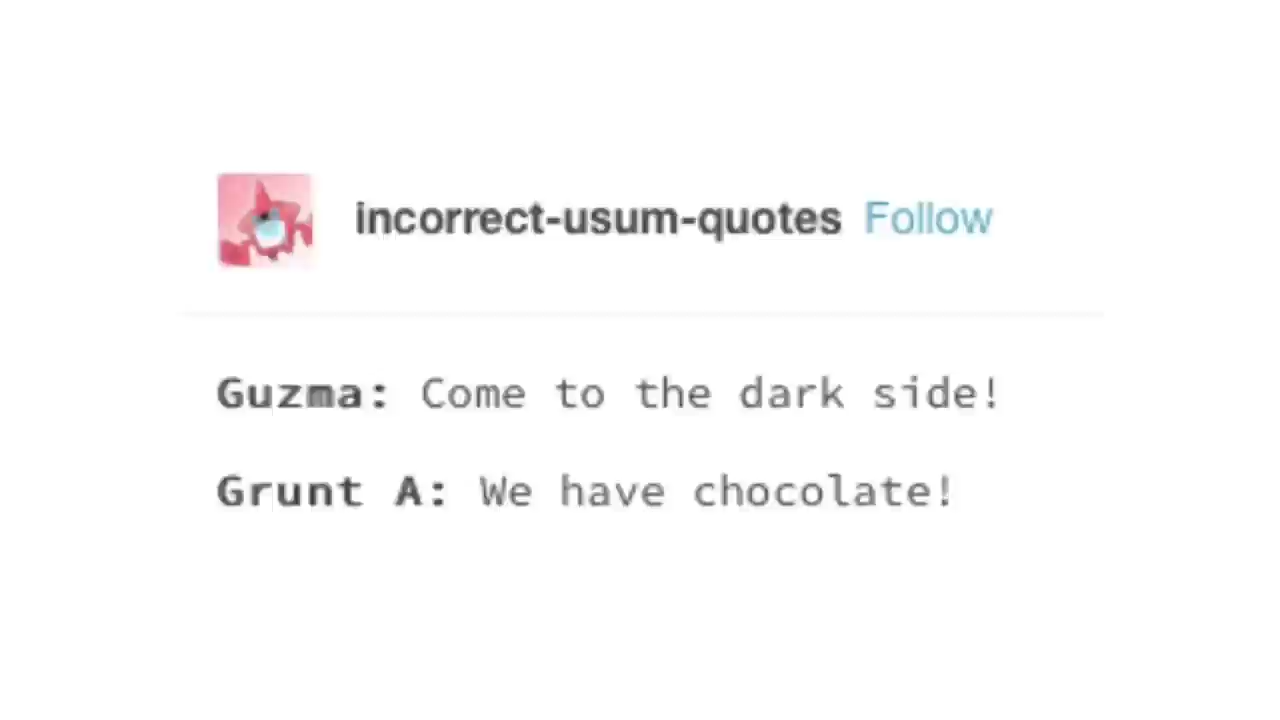 incorrect-usum-quotes Follow
Guzma: Come to the dark side!
Grunt A: We have chocolate!